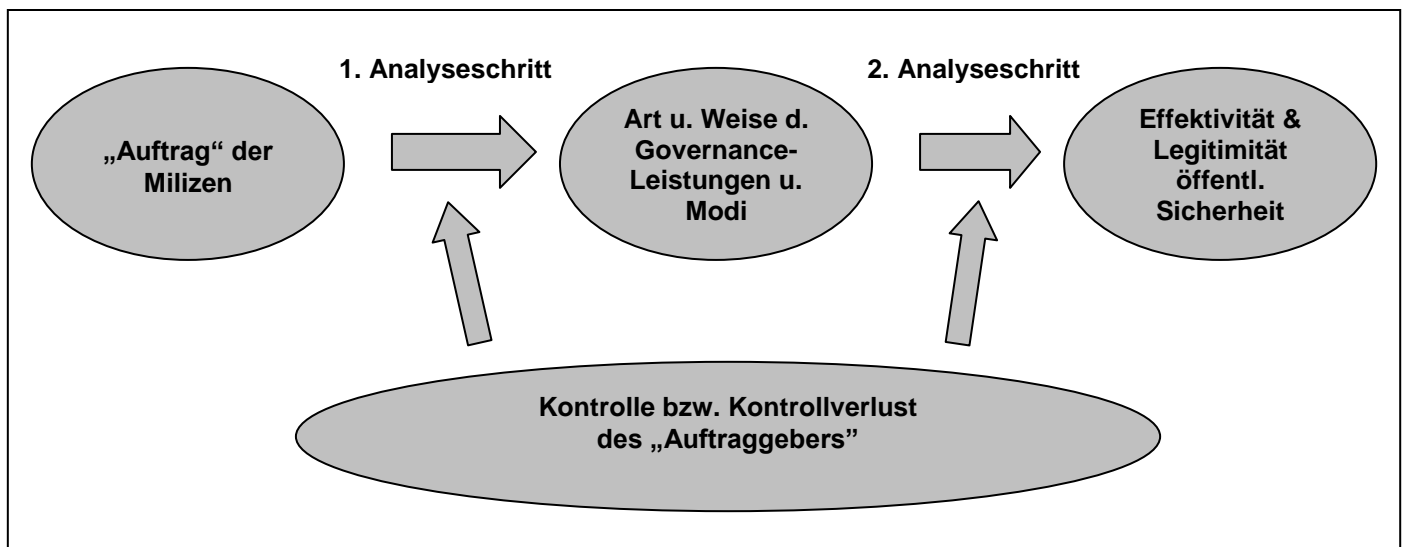 1. Analyseschritt
2. Analyseschritt
„Auftrag“ der
Milizen
Art u. Weise d.
Governance-
Leistungen u.
Modi
Effektivität &
Legitimität
öffentl.
Sicherheit
Kontrolle bzw. Kontrollverlust
des „Auftraggebers”